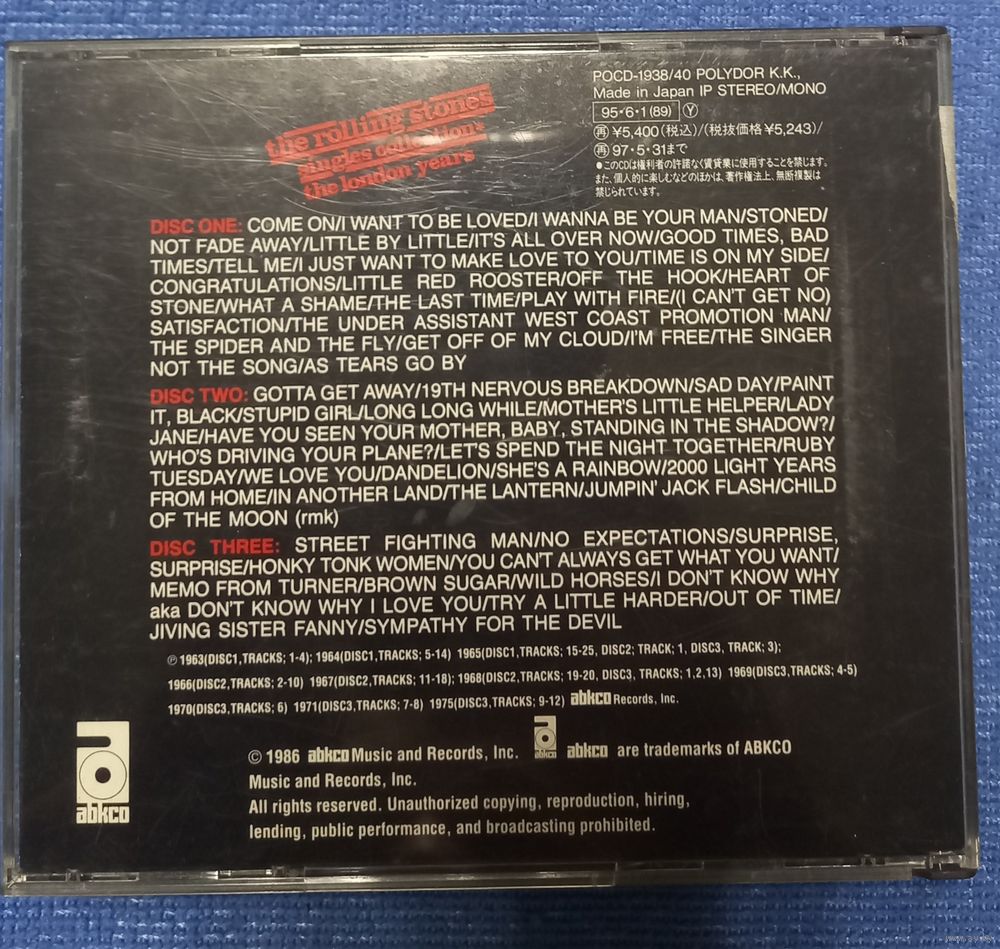 POCD-1938/40 POLYDOR K.K.,
Made in Japan IP STEREO/MONO
95・6・1(89) Ⓨ
㊢¥5,400(税込)/(税抜価格¥5,243)/
97・5・31まで
●このCDは権利者の許諾なく賃貸業に使用することを禁じます。
また、個人的に楽しむなどのほかは、著作権法上、無断複製は
禁じられています。
the rolling stones
singles collection*
the london years
DISC ONE: COME ON/I WANT TO BE LOVED/I WANNA BE YOUR MAN/STONED/
NOT FADE AWAY/LITTLE BY LITTLE/IT'S ALL OVER NOW/GOOD TIMES, BAD
TIMES/TELL ME/I JUST WANT TO MAKE LOVE TO YOU/TIME IS ON MY SIDE/
CONGRATULATIONS/LITTLE RED ROOSTER/OFF THE HOOK/HEART OF
STONE/WHAT A SHAME/THE LAST TIME/PLAY WITH FIRE/(I CAN'T GET NO)
SATISFACTION/THE UNDER ASSISTANT WEST COAST PROMOTION MAN/
THE SPIDER AND THE FLY/GET OFF OF MY CLOUD/I'M FREE/THE SINGER
NOT THE SONG/AS TEARS GO BY
DISC TWO: GOTTA GET AWAY/19TH NERVOUS BREAKDOWN/SAD DAY/PAINT
IT, BLACK/STUPID GIRL/LONG LONG WHILE/MOTHER'S LITTLE HELPER/LADY
JANE/HAVE YOU SEEN YOUR MOTHER, BABY, STANDING IN THE SHADOW?/
WHO'S DRIVING YOUR PLANE?/LET'S SPEND THE NIGHT TOGETHER/RUBY
TUESDAY/WE LOVE YOU/DANDELION/SHE'S A RAINBOW/2000 LIGHT YEARS
FROM HOME/IN ANOTHER LAND/THE LANTERN/JUMPIN' JACK FLASH/CHILD
OF THE MOON (rmk)
DISC THREE: STREET FIGHTING MAN/NO EXPECTATIONS/SURPRISE,
SURPRISE/HONKY TONK WOMEN/YOU CAN'T ALWAYS GET WHAT YOU WANT/
MEMO FROM TURNER/BROWN SUGAR/WILD HORSES/I DON'T KNOW WHY
aka DON'T KNOW WHY I LOVE YOU/TRY A LITTLE HARDER/OUT OF TIME/
JIVING SISTER FANNY/SYMPATHY FOR THE DEVIL
℗ 1963(DISC1,TRACKS; 1-4); 1964(DISC1,TRACKS; 5-14) 1965(DISC1,TRACKS; 15-25, DISC2; TRACK; 1, DISC3, TRACK; 3);
1966(DISC2,TRACKS; 2-10) 1967(DISC2,TRACKS; 11-18); 1968(DISC2,TRACKS; 19-20, DISC3, TRACKS; 1,2,13) 1969(DISC3,TRACKS; 4-5)
1970(DISC3,TRACKS; 6) 1971(DISC3,TRACKS; 7-8) 1975(DISC3,TRACKS; 9-12) abkco Records, Inc.
© 1986 abkco Music and Records, Inc. abkco abkco are trademarks of ABKCO
Music and Records, Inc.
All rights reserved. Unauthorized copying, reproduction, hiring,
lending, public performance, and broadcasting prohibited.
abkco